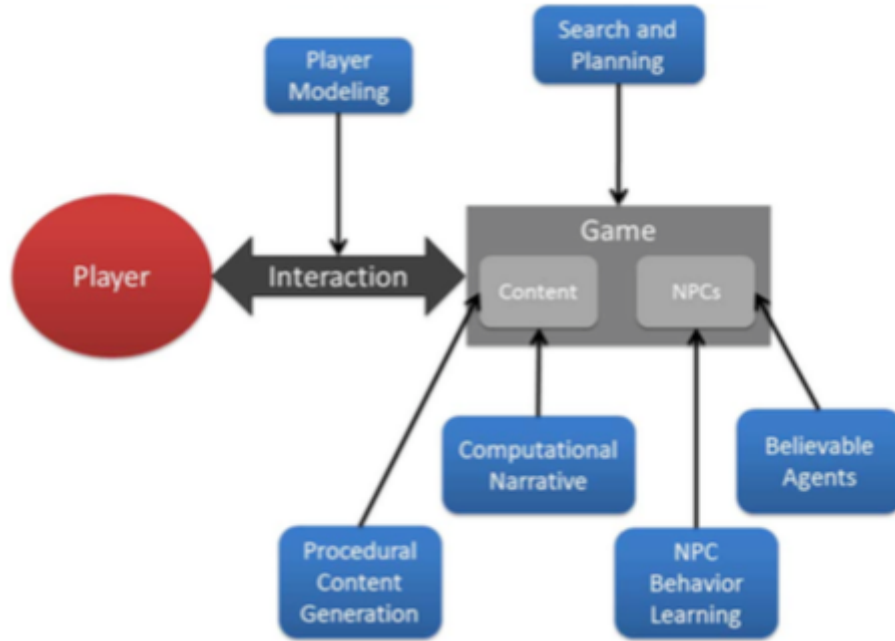 Search and
Planning
Player
Modeling
Game
Player
Interaction
Content
NPCs
Computational
Narrative
Believable
Agents
Procedural
Content
Generation
NPC
Behavior
Learning